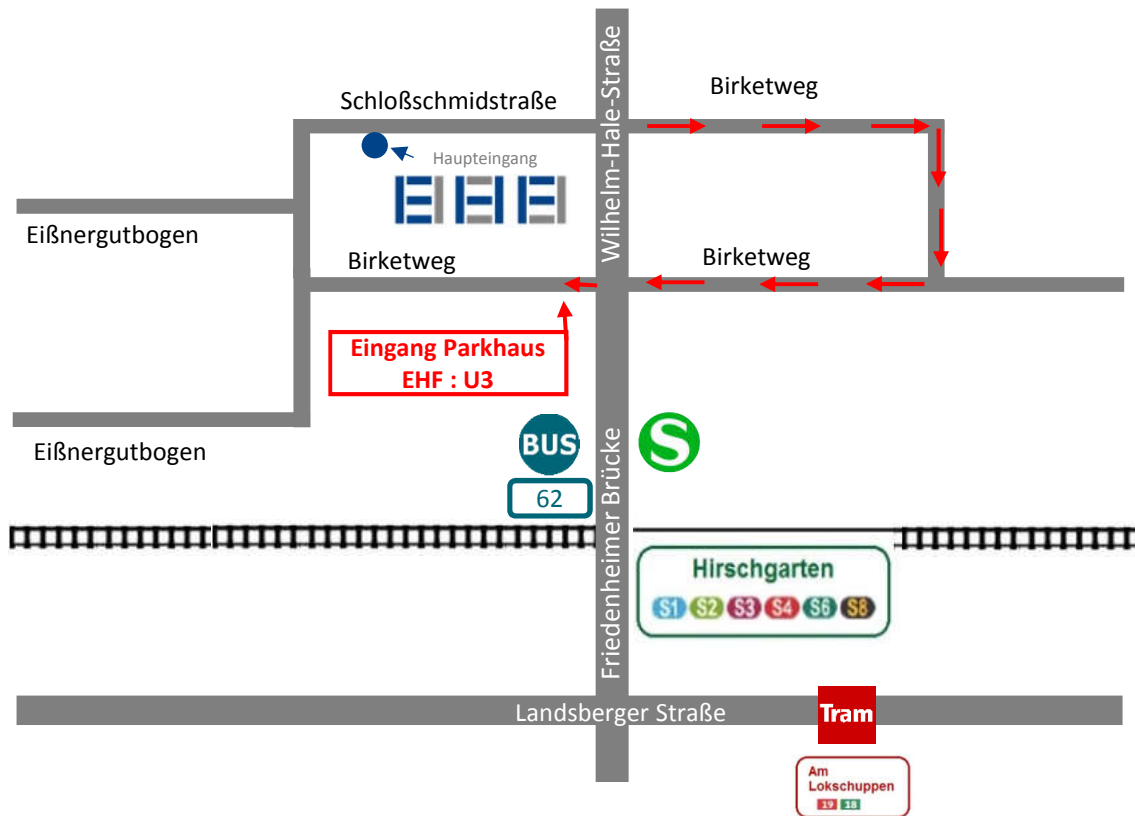 Birketweg
Schloßschmidstraße
Wilhelm-Hale-Straße
Haupteingang
Eißnergutbogen
Birketweg
Birketweg
Eingang Parkhaus
EHF : U3
Eißnergutbogen
BUS
62
Friedenheimer Brücke
S
Hirschgarten
S1 S2 S3 S4 S6 S8
Landsberger Straße
Tram
Am
Lokschuppen
19 18